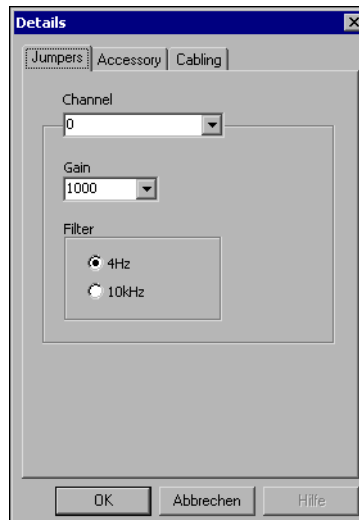 Details
Jumpers Accessory Cabling
Channel
0
Gain
1000
Filter
4Hz
10kHz
OK Abbrechen Hilfe